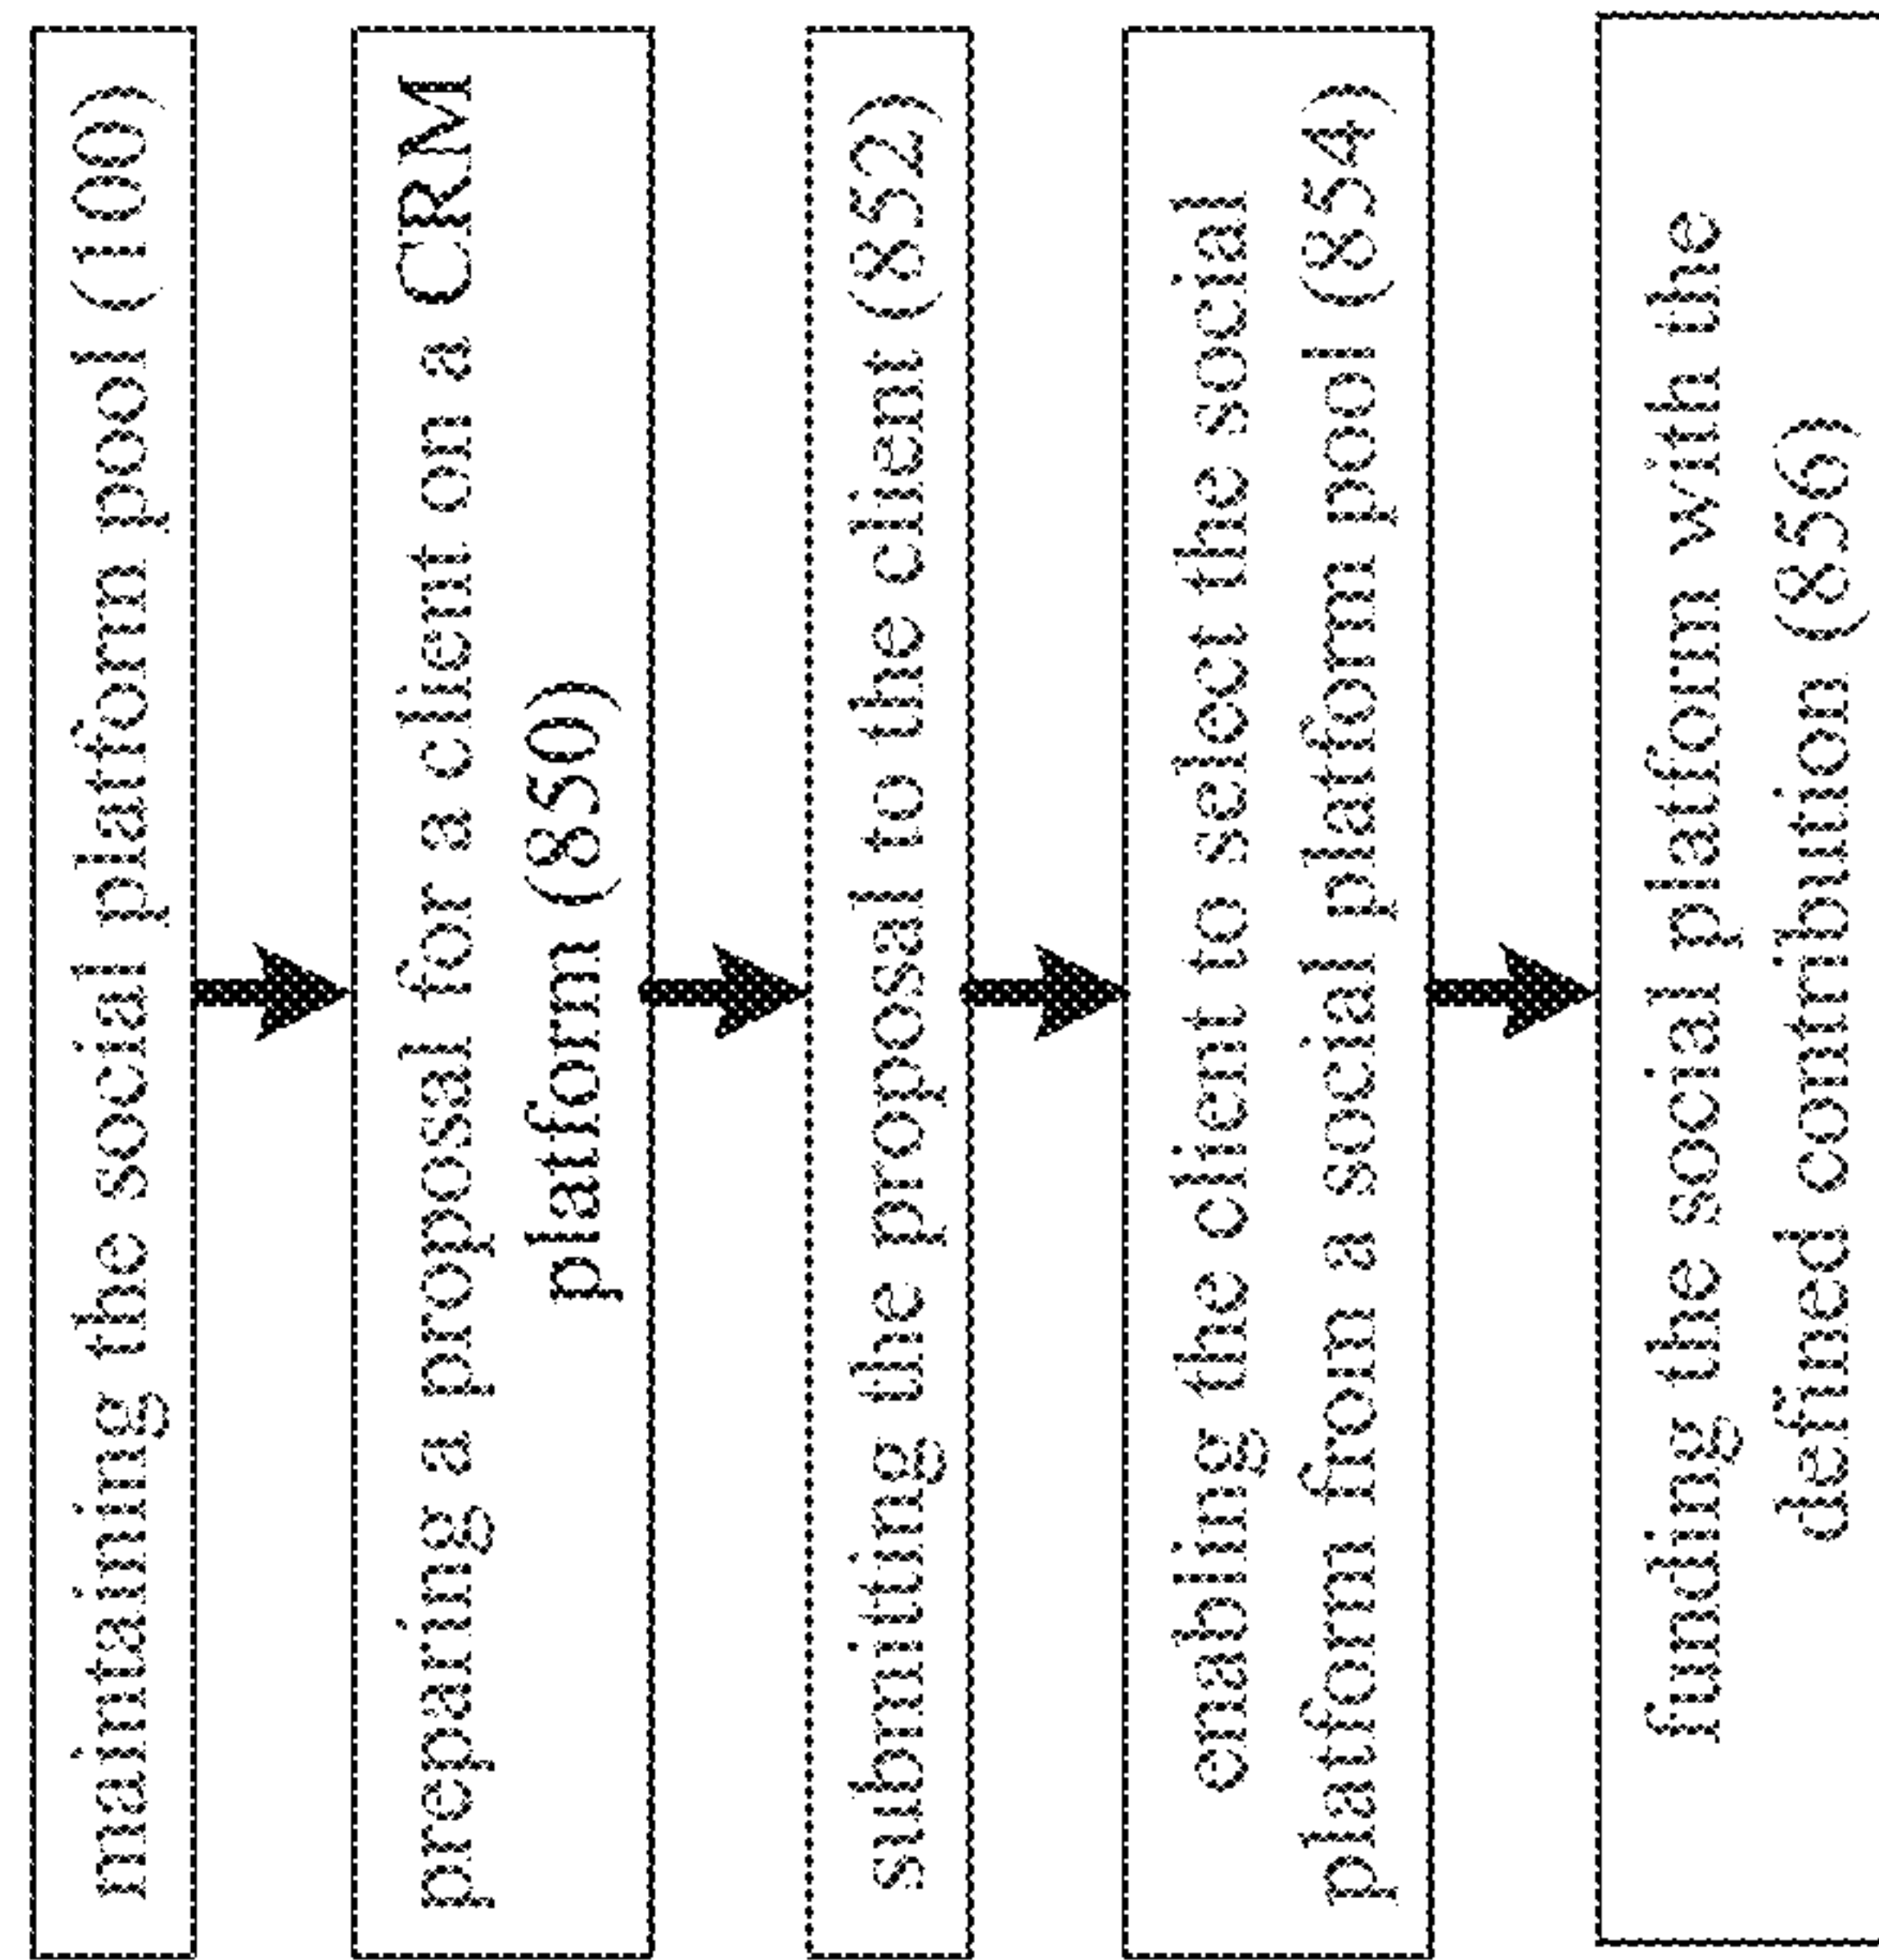 maintaining the social platform pool (100)
preparing a proposal for a client on a CRM
platform (850)
submitting the proposal to the client (852)
enabling the client to select the social
platform from a social platform pool (854)
funding the social platform with the
defined contribution (856)